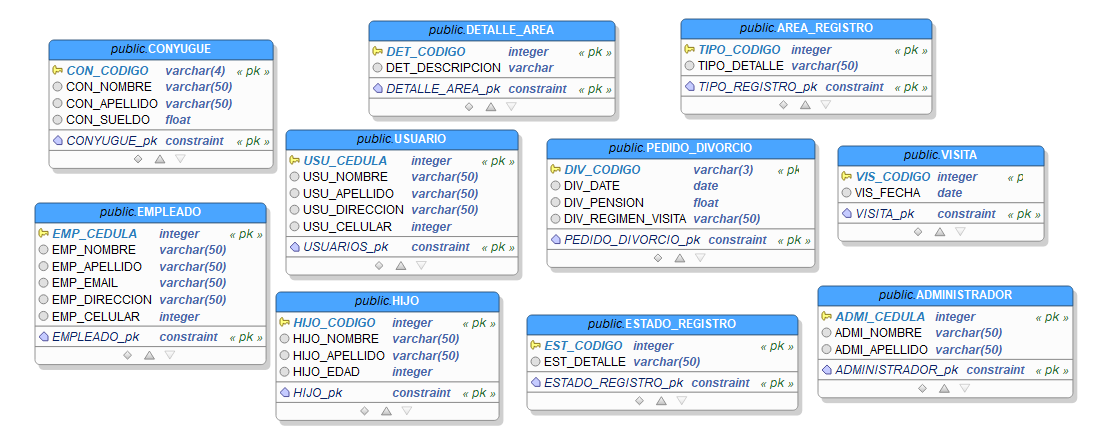 public.CONYUGUE
CON_CODIGO varchar(4) « pk »
CON_NOMBRE varchar(50)
CON_APELLIDO varchar(50)
CON_SUELDO float
CONYUGUE_pk constraint « pk »
public.DETALLE_AREA
DET_CODIGO integer « pk »
DET_DESCRIPCION varchar
DETALLE_AREA_pk constraint « pk »
public.AREA_REGISTRO
TIPO_CODIGO integer « pk »
TIPO_DETALLE varchar(50)
TIPO_REGISTRO_pk constraint « pk »
public.USUARIO
USU_CEDULA integer « pk »
USU_NOMBRE varchar(50)
USU_APELLIDO varchar(50)
USU_DIRECCION varchar(50)
USU_CELULAR integer
USUARIOS_pk constraint « pk »
public.PEDIDO_DIVORCIO
DIV_CODIGO varchar(3) « pk
DIV_DATE date
DIV_PENSION float
DIV_REGIMEN_VISITA varchar(50)
PEDIDO_DIVORCIO_pk constraint « pk »
public.VISITA
VIS_CODIGO integer « p
VIS_FECHA date
VISITA_pk constraint « pk »
public.EMPLEADO
EMP_CEDULA integer « pk »
EMP_NOMBRE varchar(50)
EMP_APELLIDO varchar(50)
EMP_EMAIL varchar(50)
EMP_DIRECCION varchar(50)
EMP_CELULAR integer
EMPLEADO_pk constraint « pk »
public.HIJO
HIJO_CODIGO integer « pk »
HIJO_NOMBRE varchar(50)
HIJO_APELLIDO varchar(50)
HIJO_EDAD integer
HIJO_pk constraint « pk »
public.ESTADO_REGISTRO
EST_CODIGO integer « pk »
EST_DETALLE varchar(50)
ESTADO_REGISTRO_pk constraint « pk »
public.ADMINISTRADOR
ADMI_CEDULA integer « pk »
ADMI_NOMBRE varchar(50)
ADMI_APELLIDO varchar(50)
ADMINISTRADOR_pk constraint « pk »